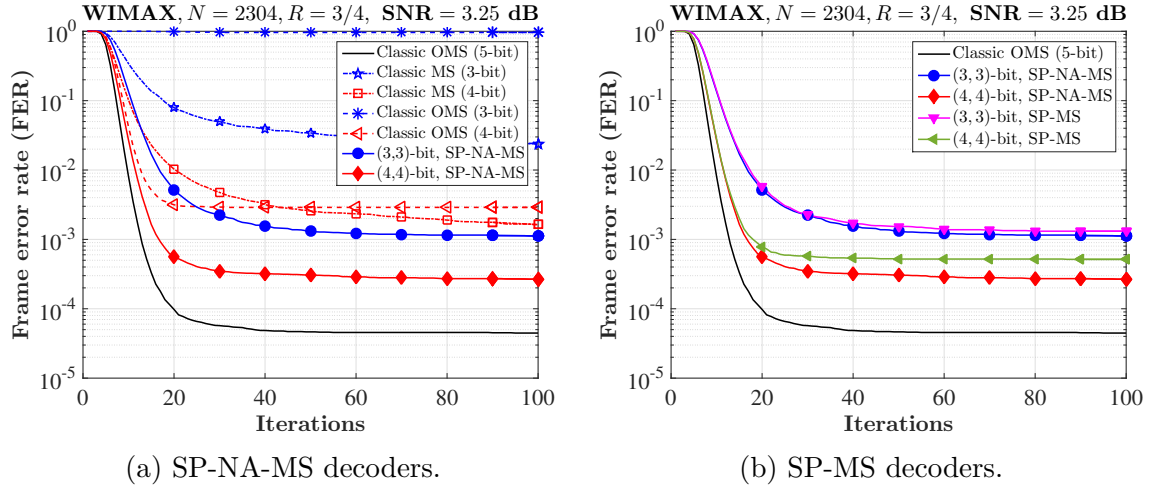 WIMAX, N = 2304, R = 3/4, SNR = 3.25 dB
Frame error rate (FER)
10^0
10^-1
10^-2
10^-3
10^-4
10^-5
Classic OMS (5-bit)
Classic MS (3-bit)
Classic MS (4-bit)
Classic OMS (3-bit)
Classic OMS (4-bit)
(3,3)-bit, SP-NA-MS
(4,4)-bit, SP-NA-MS
0 20 40 60 80 100
Iterations
(a) SP-NA-MS decoders.
WIMAX, N = 2304, R = 3/4, SNR = 3.25 dB
Frame error rate (FER)
10^0
10^-1
10^-2
10^-3
10^-4
10^-5
Classic OMS (5-bit)
(3, 3)-bit, SP-NA-MS
(4, 4)-bit, SP-NA-MS
(3, 3)-bit, SP-MS
(4, 4)-bit, SP-MS
0 20 40 60 80 100
Iterations
(b) SP-MS decoders.